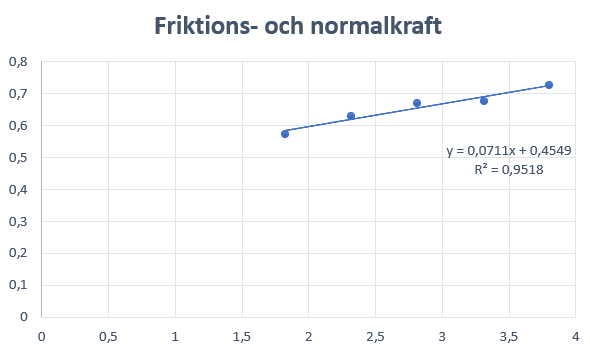 Friktions- och normalkraft
0,8
0,7
0,6
0,5
0,4
0,3
0,2
0,1
0
y = 0,0711x + 0,4549
R² = 0,9518
0 0,5 1 1,5 2 2,5 3 3,5 4